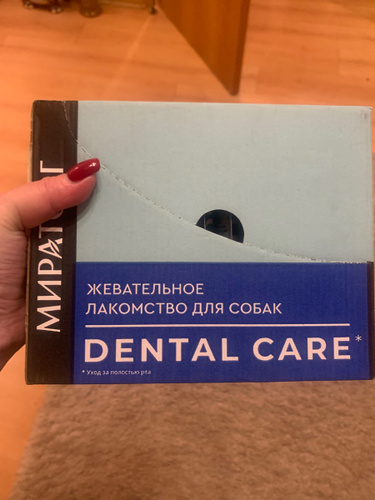 МИРАТОРГ
ЖЕВАТЕЛЬНОЕ
ЛАКОМСТВО ДЛЯ СОБАК
DENTAL CARE*
* Уход за полостью рта